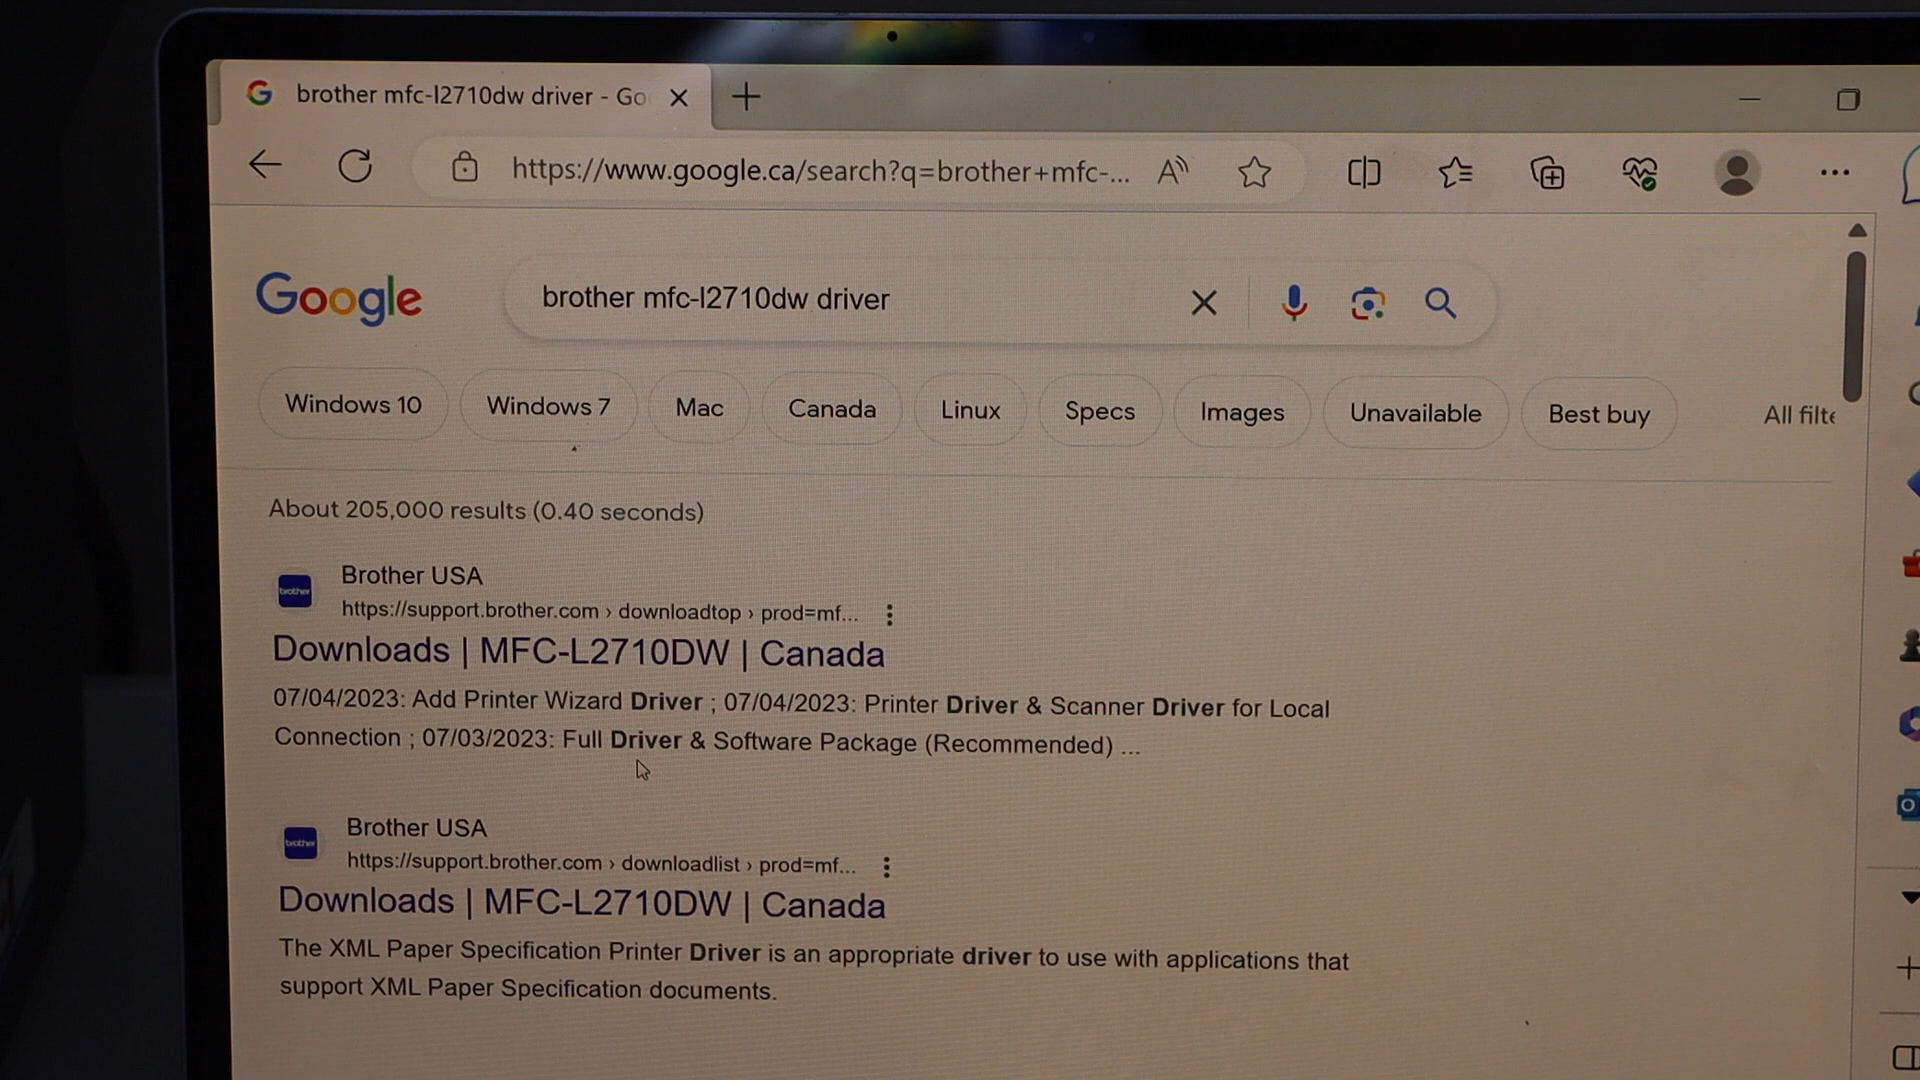 brother mfc-l2710dw driver - Go
https://www.google.ca/search?q=brother+mfc-...
Google
brother mfc-l2710dw driver
Windows 10 Windows 7 Mac Canada Linux Specs Images Unavailable Best buy All filte
About 205,000 results (0.40 seconds)
brother
Brother USA
https://support.brother.com › downloadtop › prod=mf...
Downloads | MFC-L2710DW | Canada
07/04/2023: Add Printer Wizard Driver ; 07/04/2023: Printer Driver & Scanner Driver for Local
Connection ; 07/03/2023: Full Driver & Software Package (Recommended) ...
brother
Brother USA
https://support.brother.com › downloadlist › prod=mf...
Downloads | MFC-L2710DW | Canada
The XML Paper Specification Printer Driver is an appropriate driver to use with applications that
support XML Paper Specification documents.